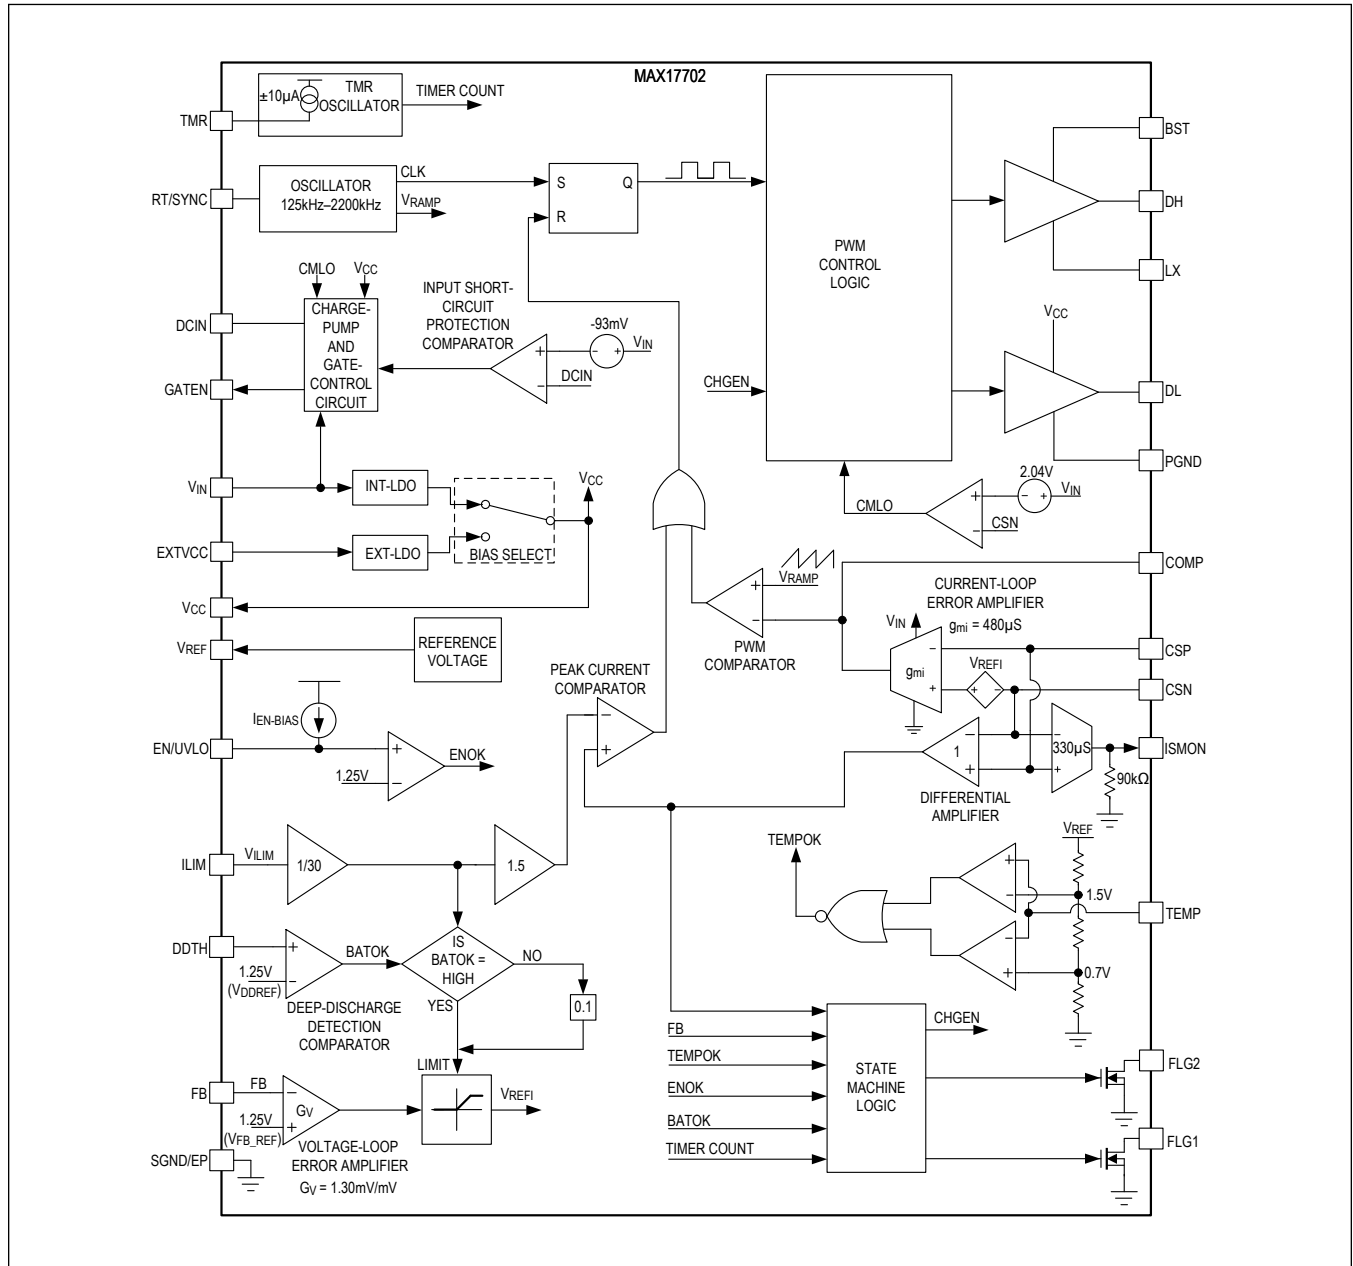 MAX17702
±10µA
TMR
OSCILLATOR
TIMER COUNT
TMR
RT/SYNC
OSCILLATOR
125kHz–2200kHz
CLK
VRAMP
S
Q
R
PWM
CONTROL
LOGIC
BST
DH
LX
VCC
DL
PGND
CMLO
VCC
CHARGE-
PUMP
AND
GATE-
CONTROL
CIRCUIT
DCIN
GATEN
INPUT SHORT-
CIRCUIT
PROTECTION
COMPARATOR
-93mV
+
−
− +
VIN
DCIN
CHGEN
VIN
INT-LDO
VCC
EXTVCC
EXT-LDO
BIAS SELECT
VCC
VREF
REFERENCE
VOLTAGE
CMLO
2.04V
+
−
− +
VIN
CSN
COMP
VRAMP
+
−
PWM
COMPARATOR
CURRENT-LOOP
ERROR AMPLIFIER
gmi = 480µS
VIN
−
gmi
+
VREFI
+ −
CSP
CSN
PEAK CURRENT
COMPARATOR
−
+
IEN-BIAS
EN/UVLO
+
1.25V
−
ENOK
−
1
+
−
330µS
+
ISMON
90kΩ
DIFFERENTIAL
AMPLIFIER
ILIM
VILIM
1/30
1.5
TEMPOK
VREF
+
−
1.5V
TEMP
−
+
0.7V
DDTH
+
1.25V
−
(VDDREF)
BATOK
DEEP-DISCHARGE
DETECTION
COMPARATOR
IS
BATOK =
HIGH
NO
YES
0.1
LIMIT
VREFI
FB
FB
−
GV
1.25V
+
(VFB_REF)
VOLTAGE-LOOP
ERROR AMPLIFIER
GV = 1.30mV/mV
SGND/EP
FB
TEMPOK
ENOK
BATOK
TIMER COUNT
STATE
MACHINE
LOGIC
CHGEN
FLG2
FLG1